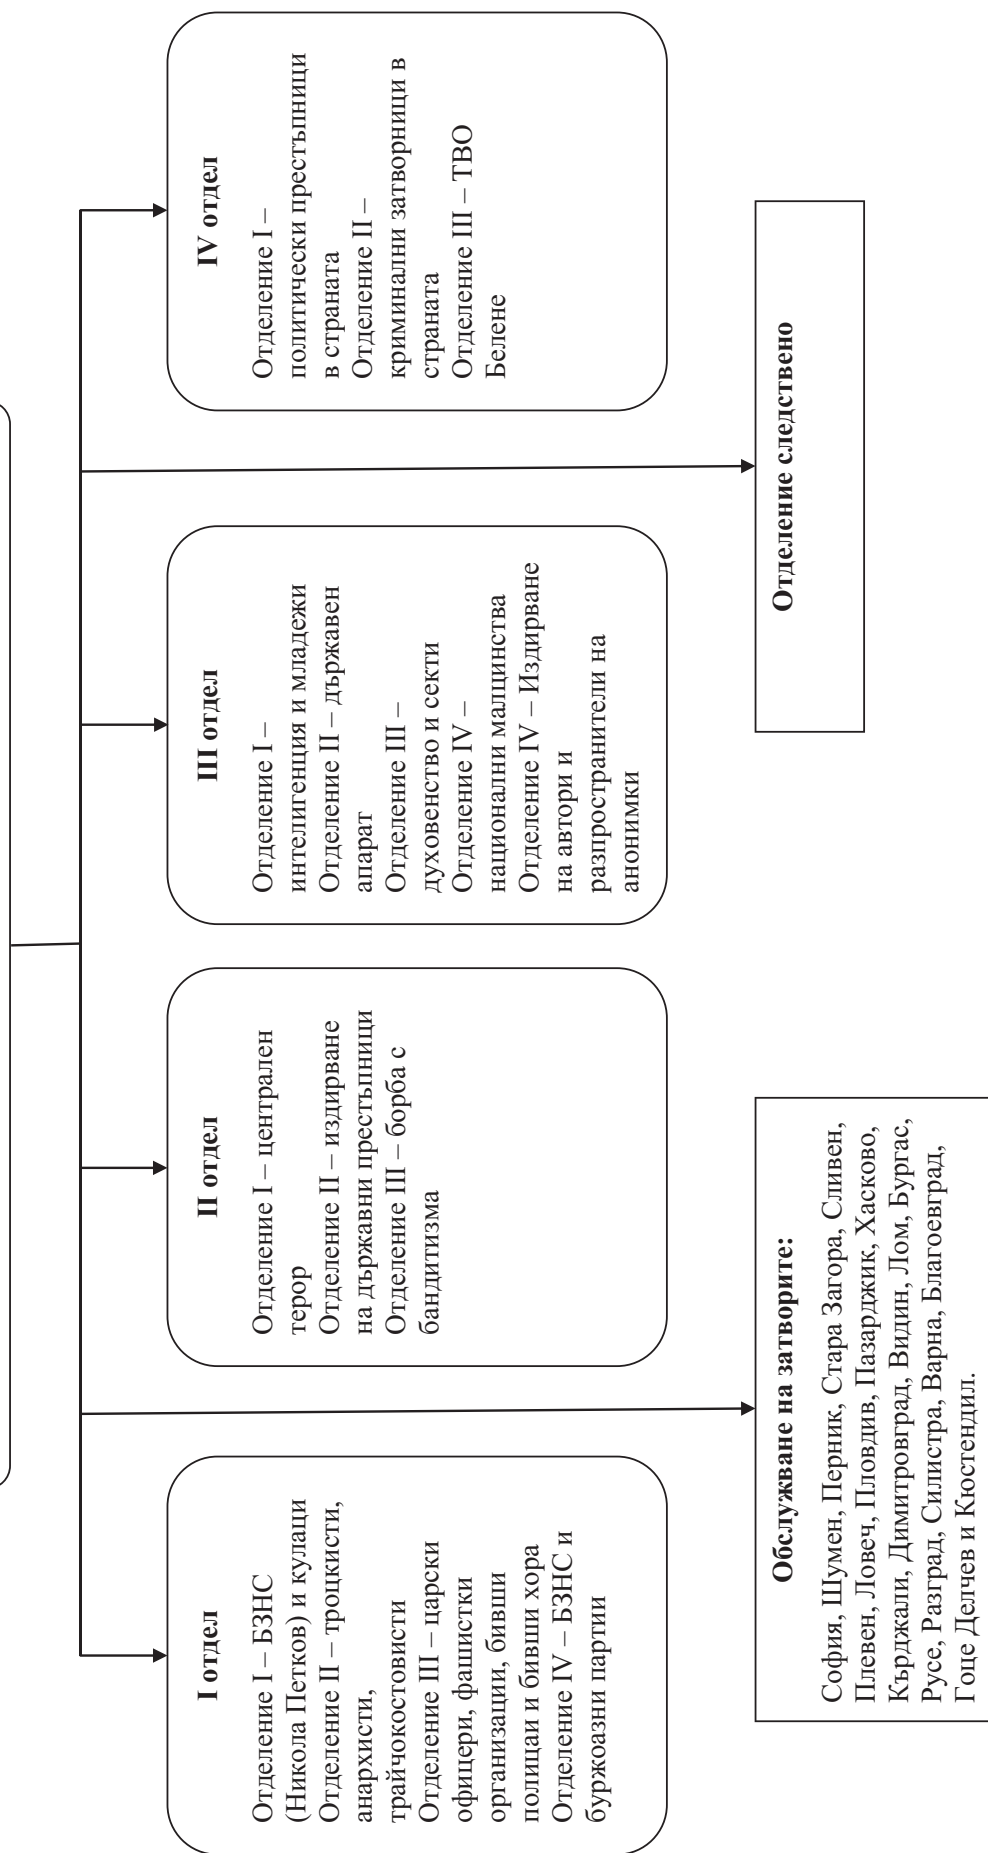 I отдел
Отделение I – БЗНС
(Никола Петков) и кулаци
Отделение II – троцкисти,
анархисти,
трайчокостовисти
Отделение III – царски
офицери, фашистки
организации, бивши
полицаи и бивши хора
Отделение IV – БЗНС и
буржоазни партии
II отдел
Отделение I – централен
терор
Отделение II – издирване
на държавни престъпници
Отделение III – борба с
бандитизма
III отдел
Отделение I –
интелигенция и младежи
Отделение II – държавен
апарат
Отделение III –
духовенство и секти
Отделение IV –
национални малцинства
Отделение IV – Издирване
на автори и
разпространители на
анонимки
IV отдел
Отделение I –
политически престъпници
в страната
Отделение II –
криминални затворници в
страната
Отделение III – ТВО
Белене
Обслужване на затворите:
София, Шумен, Перник, Стара Загора, Сливен,
Плевен, Ловеч, Пловдив, Пазарджик, Хасково,
Кърджали, Димитровград, Видин, Лом, Бургас,
Русе, Разград, Силистра, Варна, Благоевград,
Гоце Делчев и Кюстендил.
Отделение следствено